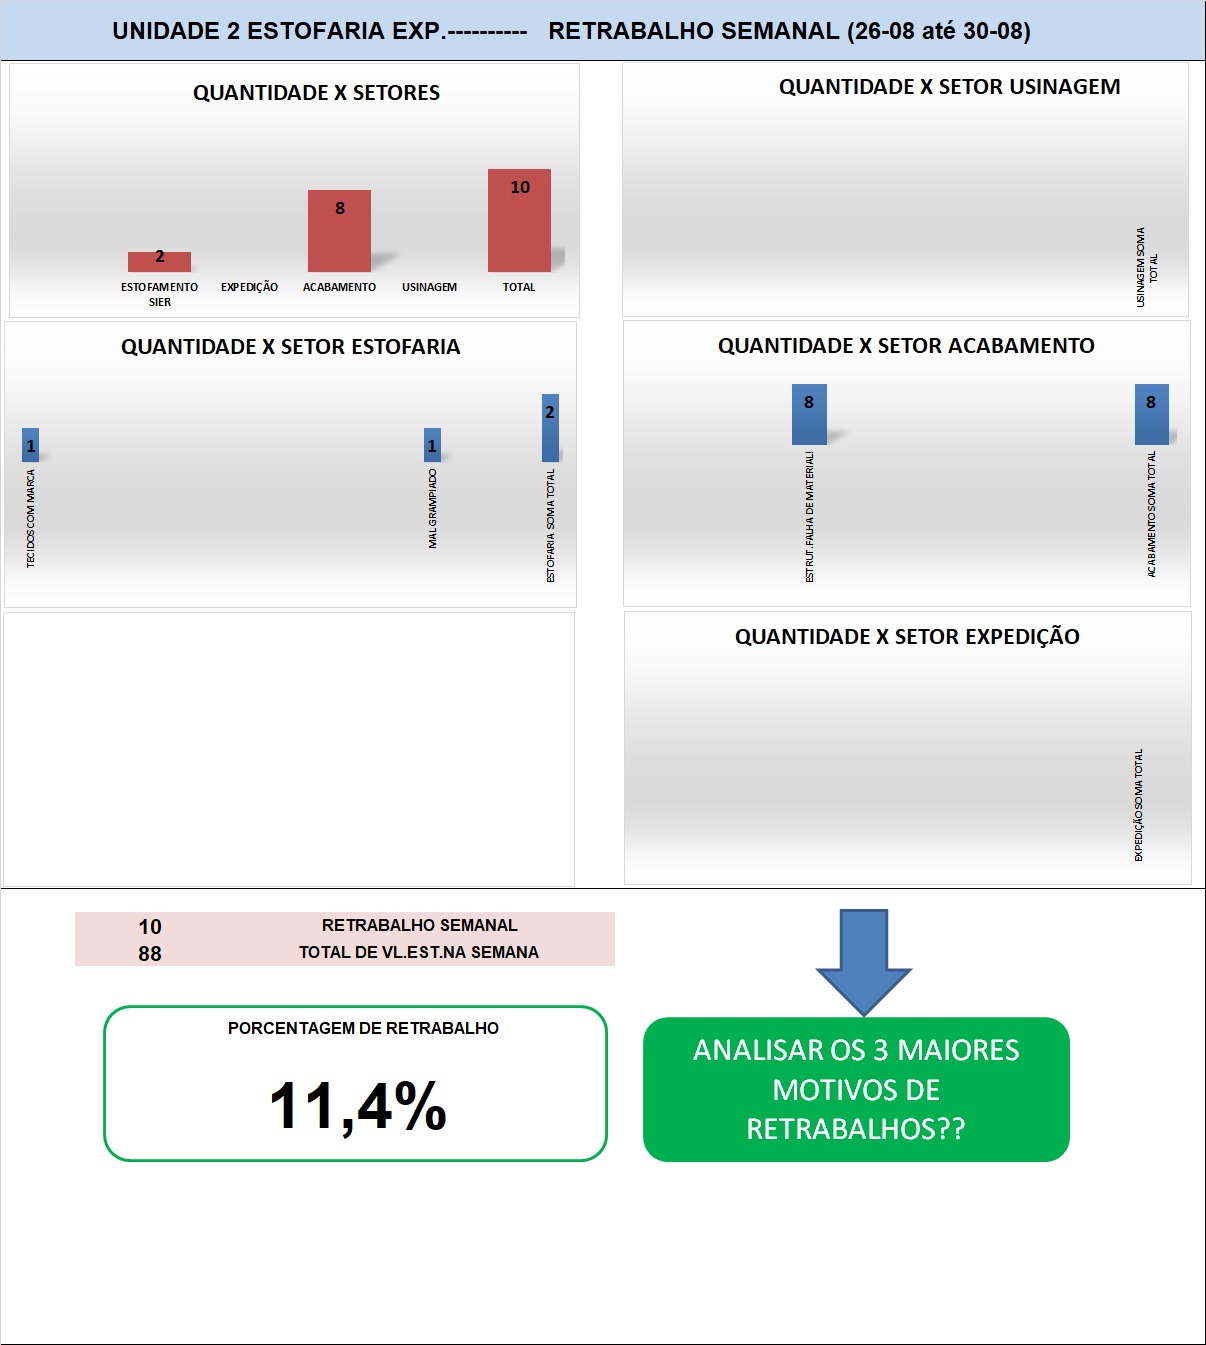 UNIDADE 2 ESTOFARIA EXP.---------- RETRABALHO SEMANAL (26-08 até 30-08)
QUANTIDADE X SETORES
2
8
10
ESTOFAMENTO
SIER
EXPEDIÇÃO
ACABAMENTO
USINAGEM
TOTAL
QUANTIDADE X SETOR USINAGEM
USINAGEM SOMA
TOTAL
QUANTIDADE X SETOR ESTOFARIA
1
1
2
TECIDOS COM MARCA
MAL GRAMPIADO
ESTOFARIA SOMA TOTAL
QUANTIDADE X SETOR ACABAMENTO
8
8
ESTRUT. FALHA DE MATERIAL!
ACABAMENTO SOMA TOTAL
QUANTIDADE X SETOR EXPEDIÇÃO
EXPEDIÇÃO SOMA TOTAL
10 RETRABALHO SEMANAL
88 TOTAL DE VL.EST.NA SEMANA
PORCENTAGEM DE RETRABALHO
11,4%
ANALISAR OS 3 MAIORES
MOTIVOS DE
RETRABALHOS??